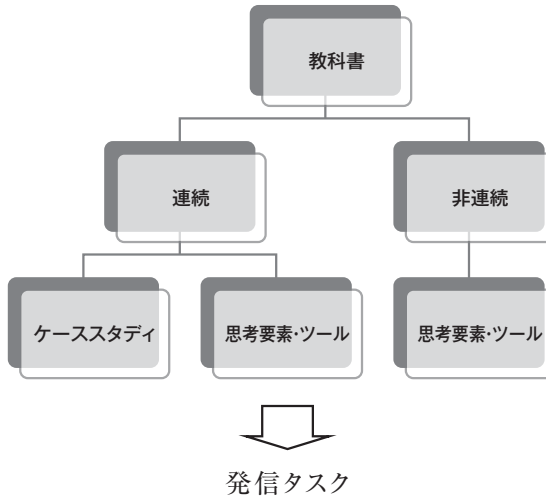 教科書
連続
非連続
ケーススタディ
思考要素・ツール
思考要素・ツール
発信タスク